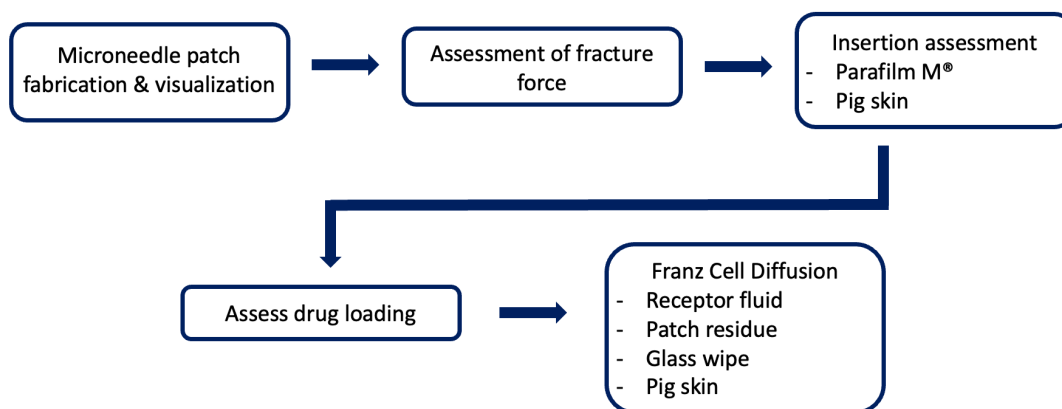 Microneedle patch
fabrication & visualization
Assessment of fracture
force
Insertion assessment
- Parafilm M®
- Pig skin
Assess drug loading
Franz Cell Diffusion
- Receptor fluid
- Patch residue
- Glass wipe
- Pig skin